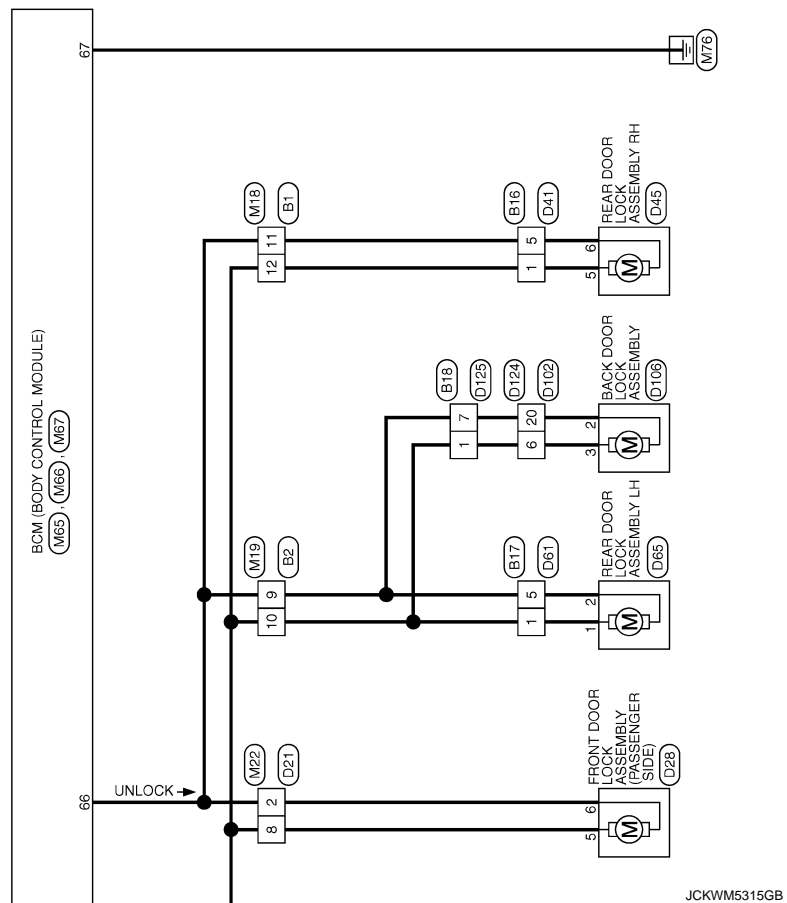 BCM (BODY CONTROL MODULE)
M65 , M66 , M67
67
M76
M18
B1
11
12
B16
D41
5
1
6
5
M
REAR DOOR
LOCK
ASSEMBLY RH
D45
B18
D125
7
1
D124
D102
20
6
2
3
M
BACK DOOR
LOCK
ASSEMBLY
D106
M19
B2
9
10
B17
D61
5
1
2
1
M
REAR DOOR
LOCK
ASSEMBLY LH
D65
66
UNLOCK
M22
D21
2
8
6
5
M
FRONT DOOR
LOCK
ASSEMBLY
(PASSENGER
SIDE)
D28
JCKWM5315GB